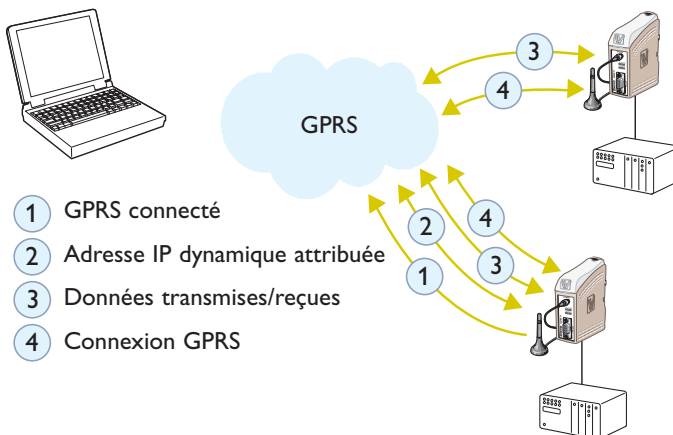 3
4
GPRS
1 GPRS connecté
2 Adresse IP dynamique attribuée
3 Données transmises/reçues
4 Connexion GPRS
4
2
3
1